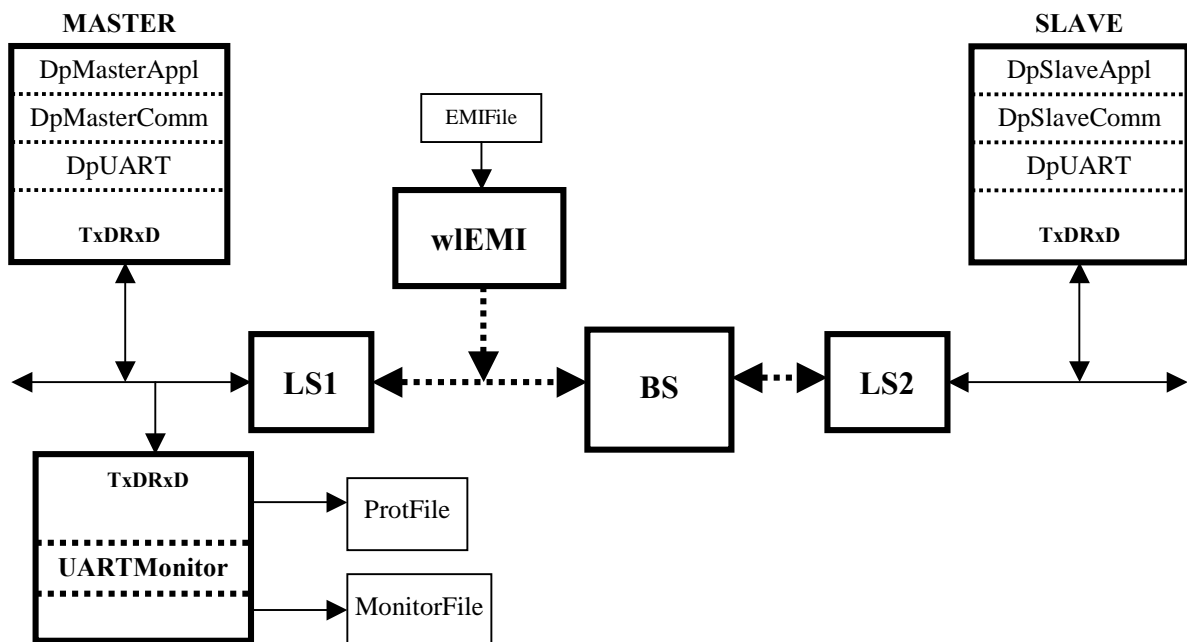 MASTER
DpMasterAppl
DpMasterComm
DpUART
TxDRxD
EMIFile
wlEMI
SLAVE
DpSlaveAppl
DpSlaveComm
DpUART
TxDRxD
LS1
BS
LS2
TxDRxD
UARTMonitor
ProtFile
MonitorFile